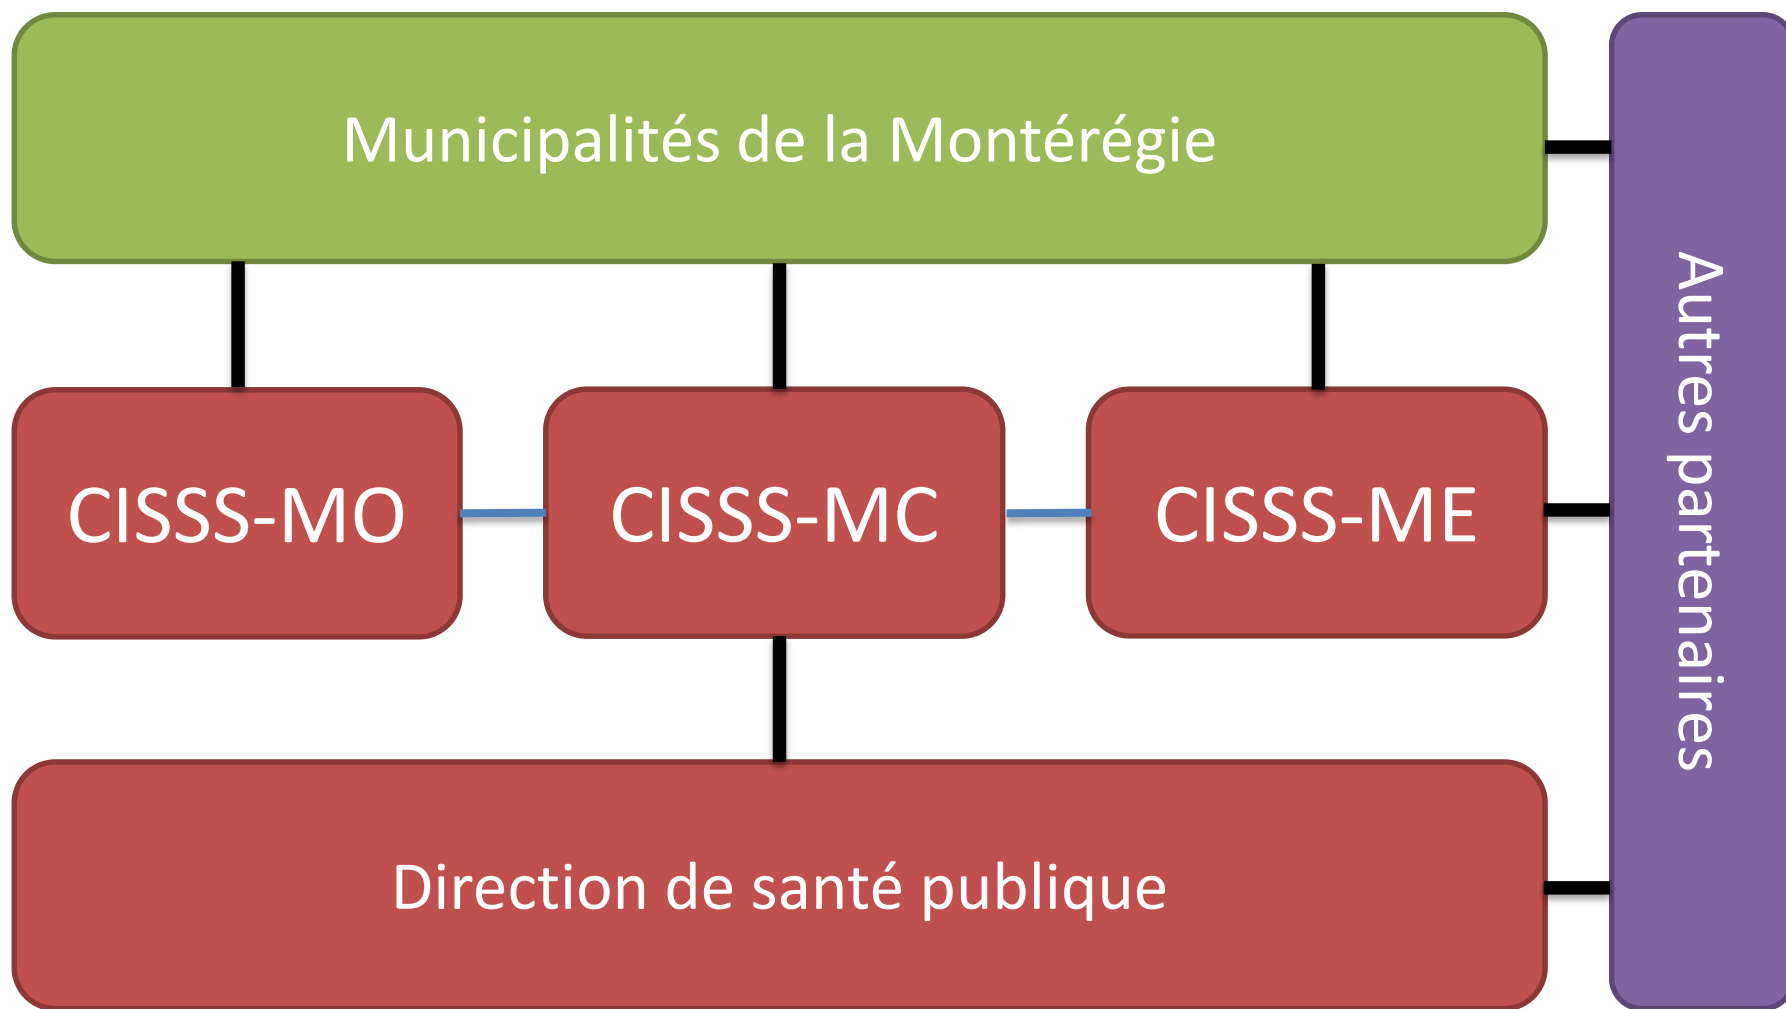 Municipalités de la Montérégie
CISSS-MO
CISSS-MC
CISSS-ME
Direction de santé publique
Autres partenaires